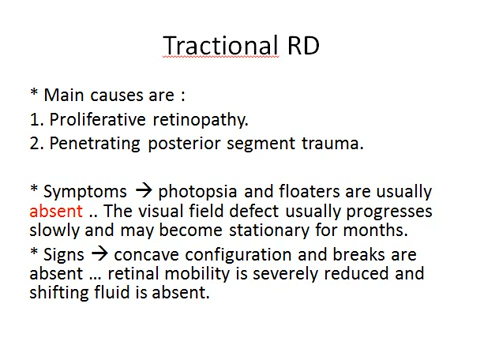 Tractional RD
* Main causes are :
1. Proliferative retinopathy.
2. Penetrating posterior segment trauma.
* Symptoms → photopsia and floaters are usually
absent .. The visual field defect usually progresses
slowly and may become stationary for months.
* Signs → concave configuration and breaks are
absent … retinal mobility is severely reduced and
shifting fluid is absent.